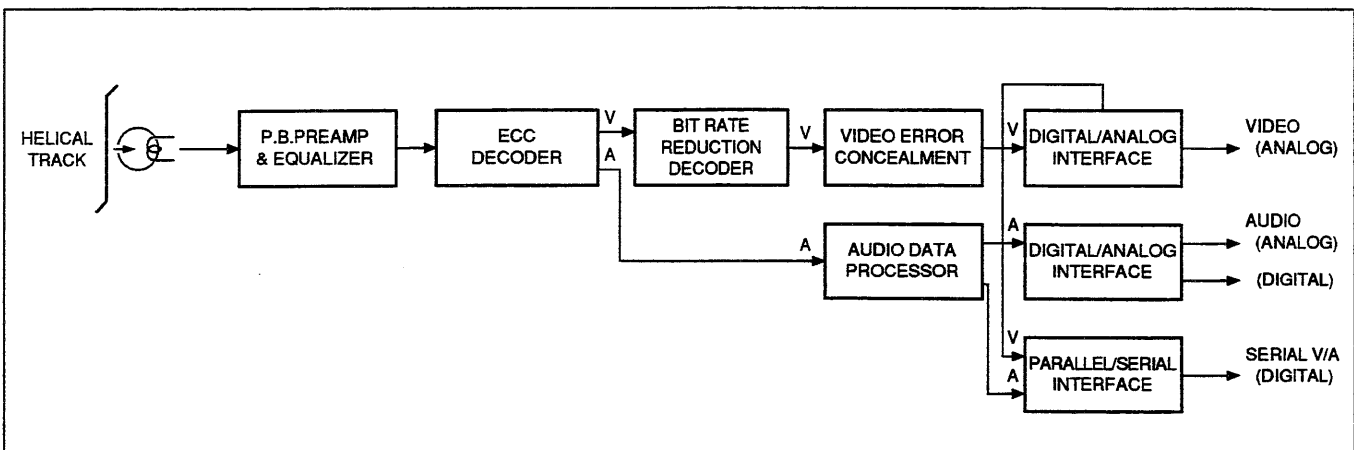 HELICAL
TRACK
P.B.PREAMP
& EQUALIZER
ECC
DECODER
V
A
BIT RATE
REDUCTION
DECODER
V
VIDEO ERROR
CONCEALMENT
V
DIGITAL/ANALOG
INTERFACE
VIDEO
(ANALOG)
A
AUDIO DATA
PROCESSOR
A
DIGITAL/ANALOG
INTERFACE
AUDIO
(ANALOG)
(DIGITAL)
V
A
PARALLEL/SERIAL
INTERFACE
SERIAL V/A
(DIGITAL)